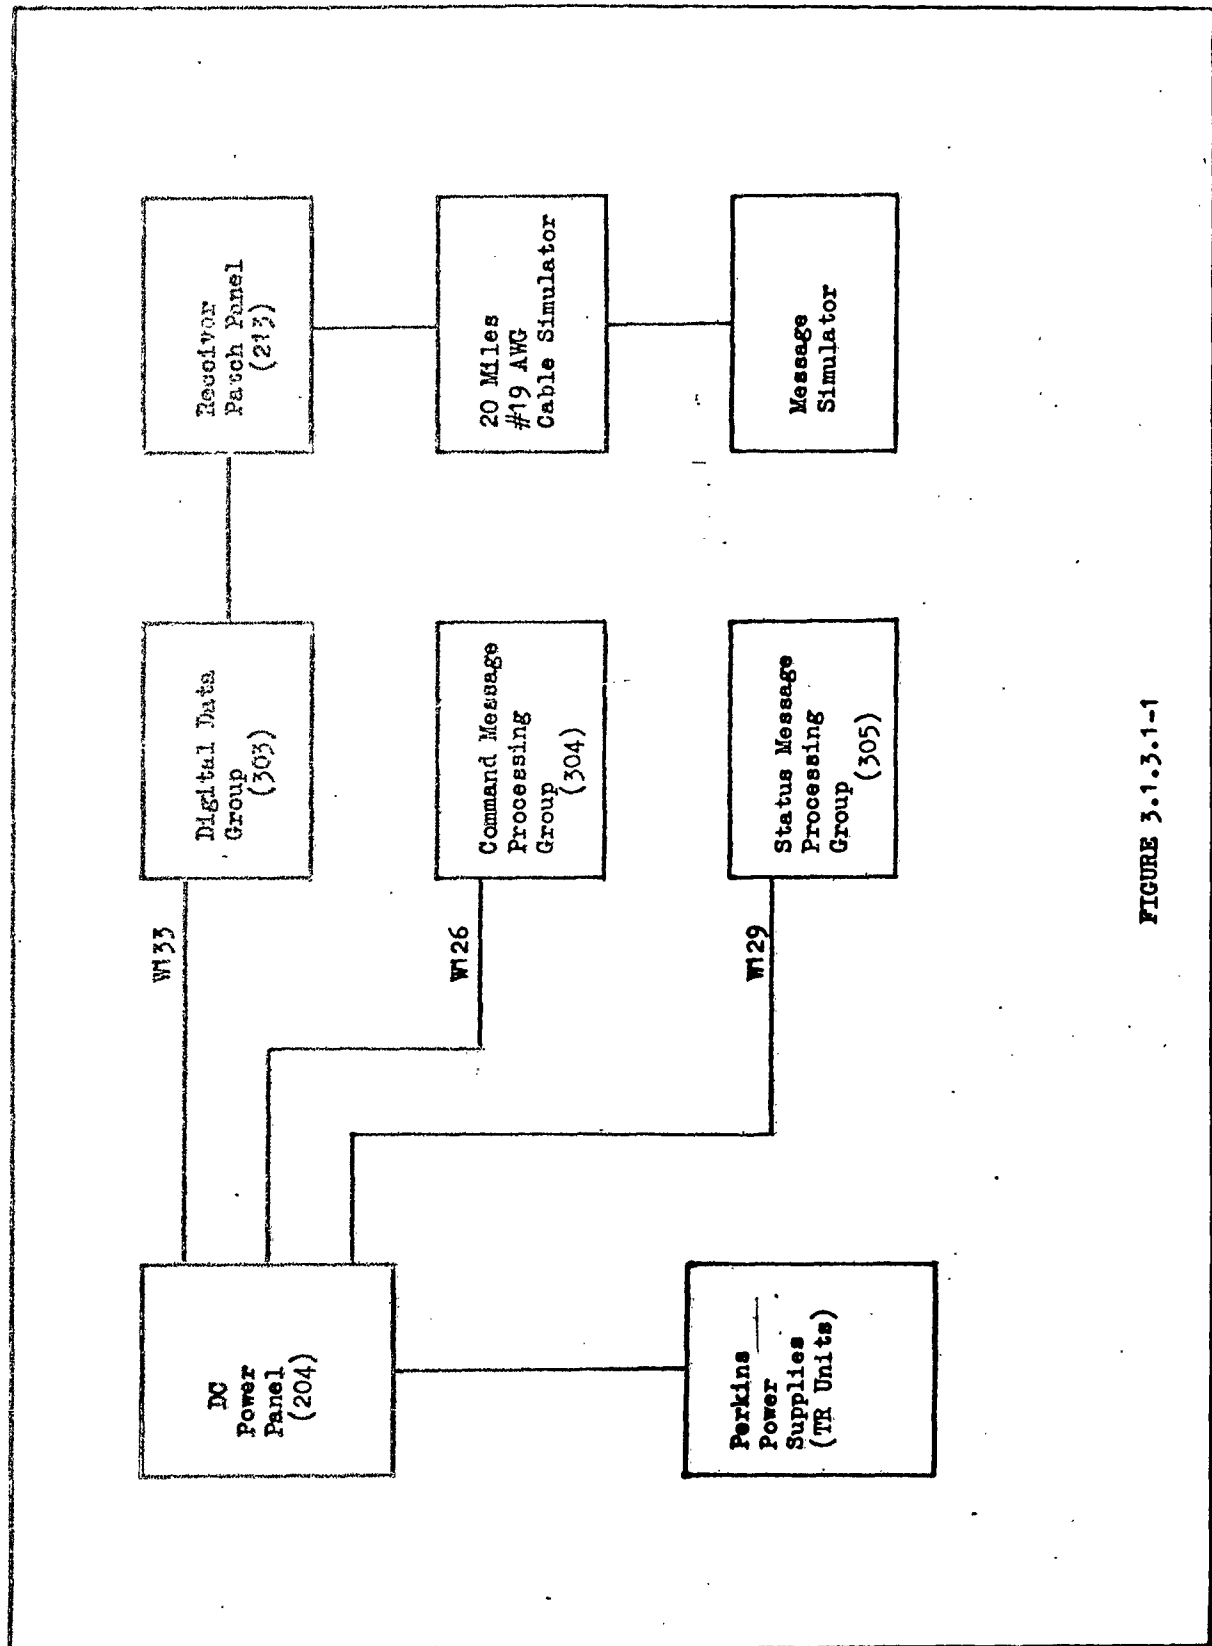 DC
Power
Panel
(204)
Perkins
Power
Supplies
(TR Units)
W133
W126
W129
Digital Data
Group
(303)
Command Message
Processing
Group
(304)
Status Message
Processing
Group
(305)
Receiver
Patch Panel
(213)
20 Miles
#19 AWG
Cable Simulator
Message
Simulator
FIGURE 3.1.3.1-1